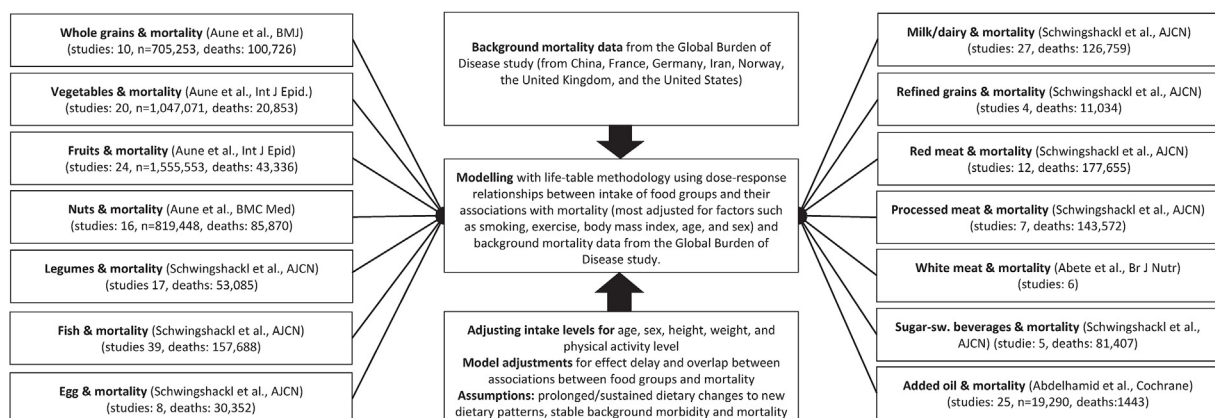 Whole grains & mortality (Aune et al., BMJ)
(studies: 10, n=705,253, deaths: 100,726)
Vegetables & mortality (Aune et al., Int J Epid.)
(studies: 20, n=1,047,071, deaths: 20,853)
Fruits & mortality (Aune et al., Int J Epid)
(studies: 24, n=1,555,553, deaths: 43,336)
Nuts & mortality (Aune et al., BMC Med)
(studies: 16, n=819,448, deaths: 85,870)
Legumes & mortality (Schwingshackl et al., AJCN)
(studies 17, deaths: 53,085)
Fish & mortality (Schwingshackl et al., AJCN)
(studies 39, deaths: 157,688)
Egg & mortality (Schwingshackl et al., AJCN)
(studies: 8, deaths: 30,352)
Background mortality data from the Global Burden of
Disease study (from China, France, Germany, Iran, Norway,
the United Kingdom, and the United States)
Modelling with life-table methodology using dose-response
relationships between intake of food groups and their
associations with mortality (most adjusted for factors such
as smoking, exercise, body mass index, age, and sex) and
background mortality data from the Global Burden of
Disease study.
Adjusting intake levels for age, sex, height, weight, and
physical activity level
Model adjustments for effect delay and overlap between
associations between food groups and mortality
Assumptions: prolonged/sustained dietary changes to new
dietary patterns, stable background morbidity and mortality
Milk/dairy & mortality (Schwingshackl et al., AJCN)
(studies: 27, deaths: 126,759)
Refined grains & mortality (Schwingshackl et al., AJCN)
(studies 4, deaths: 11,034)
Red meat & mortality (Schwingshackl et al., AJCN)
(studies: 12, deaths: 177,655)
Processed meat & mortality (Schwingshackl et al., AJCN)
(studies: 7, deaths: 143,572)
White meat & mortality (Abete et al., Br J Nutr)
(studies: 6)
Sugar-sw. beverages & mortality (Schwingshackl et al.,
AJCN) (studie: 5, deaths: 81,407)
Added oil & mortality (Abdelhamid et al., Cochrane)
(studies: 25, n=19,290, deaths:1443)